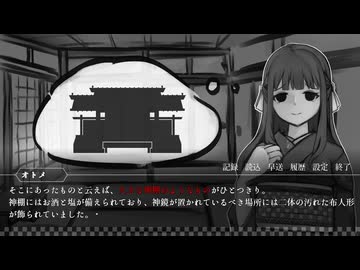 記録 読込 早送 履歴 設定 終了
オトメ
そこにあったものと云えば、がひとつきり。
神棚にはお酒と塩が備えられており、神鏡が置かれているべき場所には二体の汚れた布人形
が飾られていました。